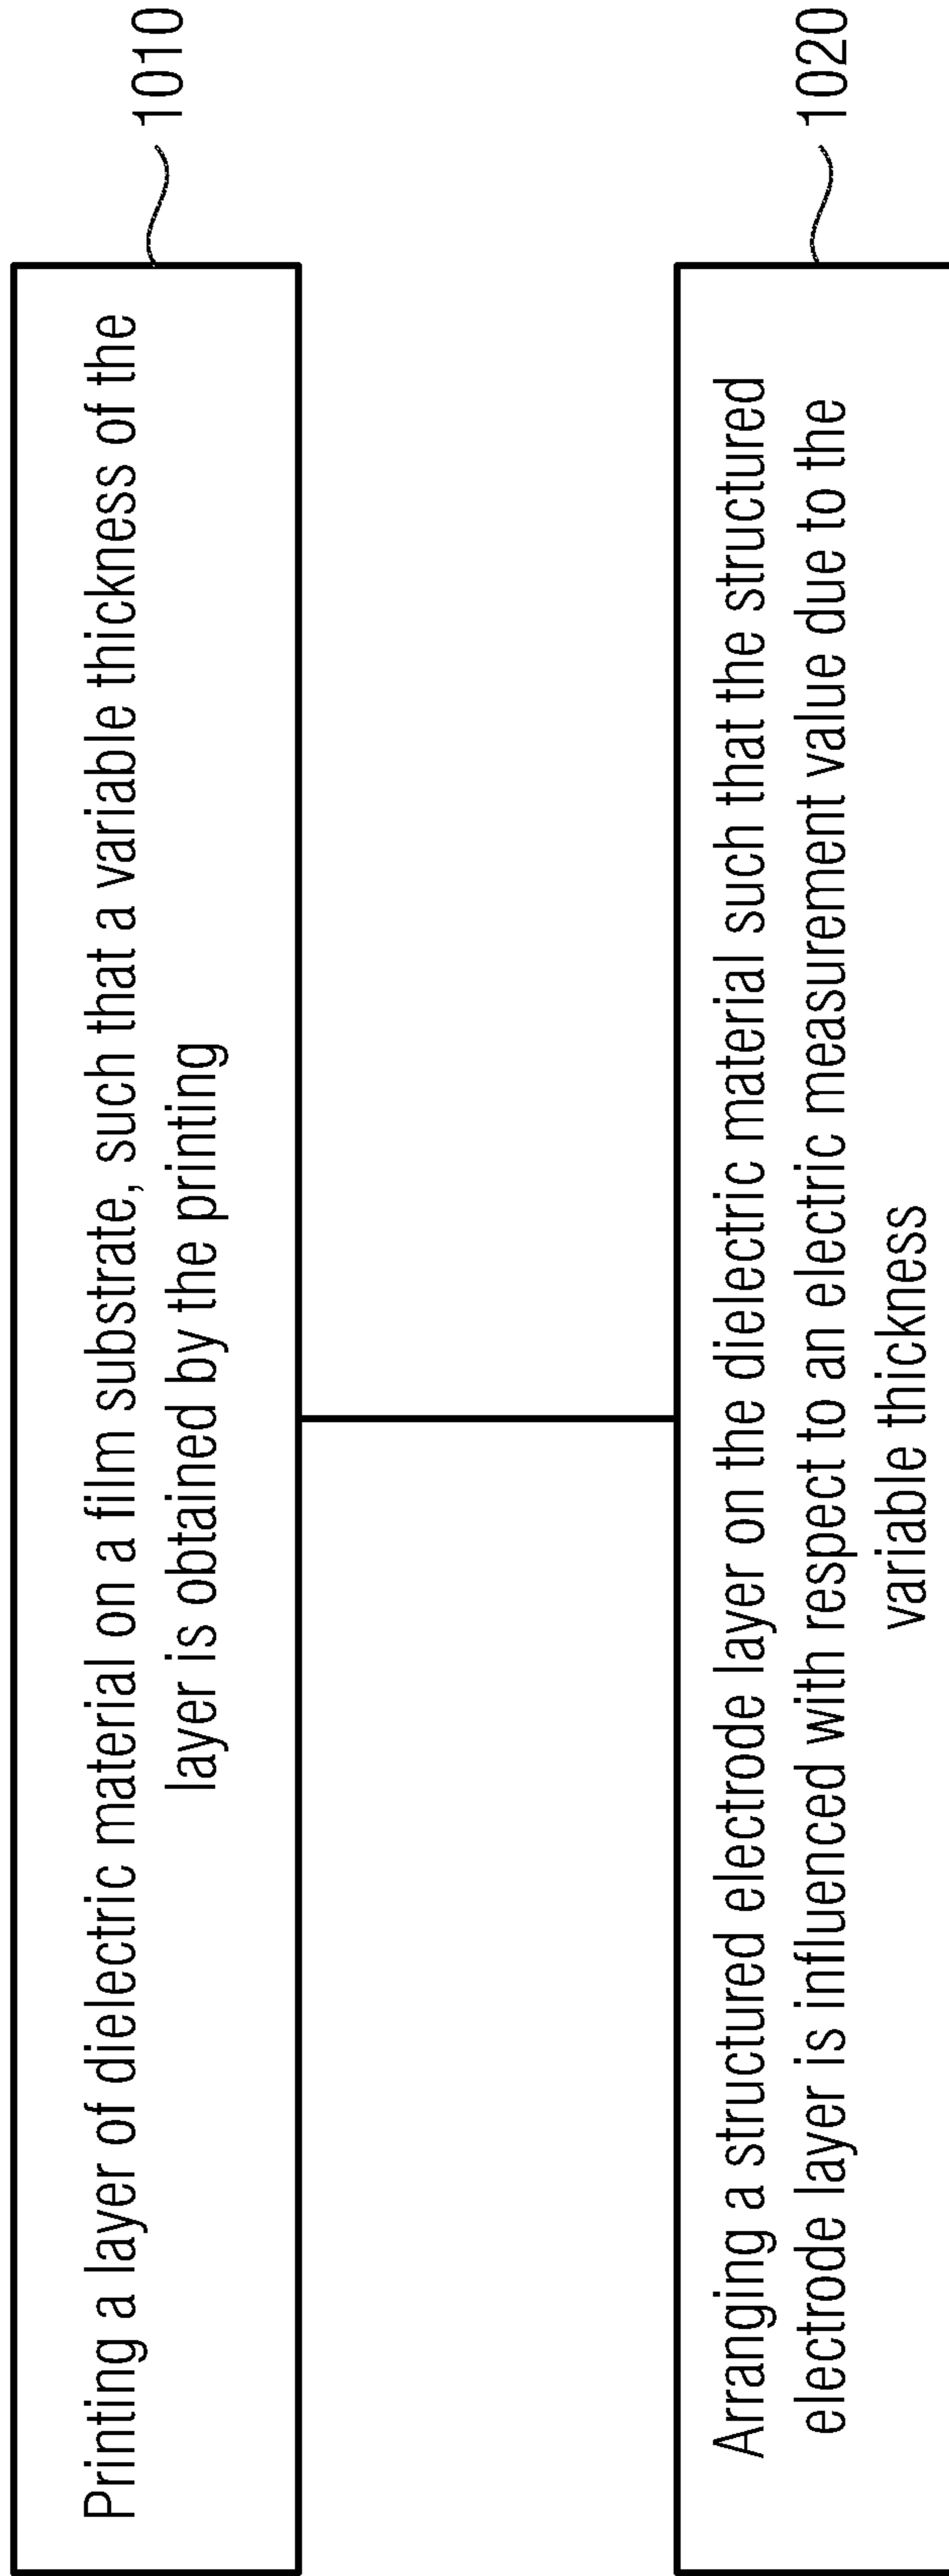 Printing a layer of dielectric material on a film substrate, such that a variable thickness of the
layer is obtained by the printing
1010
Arranging a structured electrode layer on the dielectric material such that the structured
electrode layer is influenced with respect to an electric measurement value due to the
variable thickness
1020